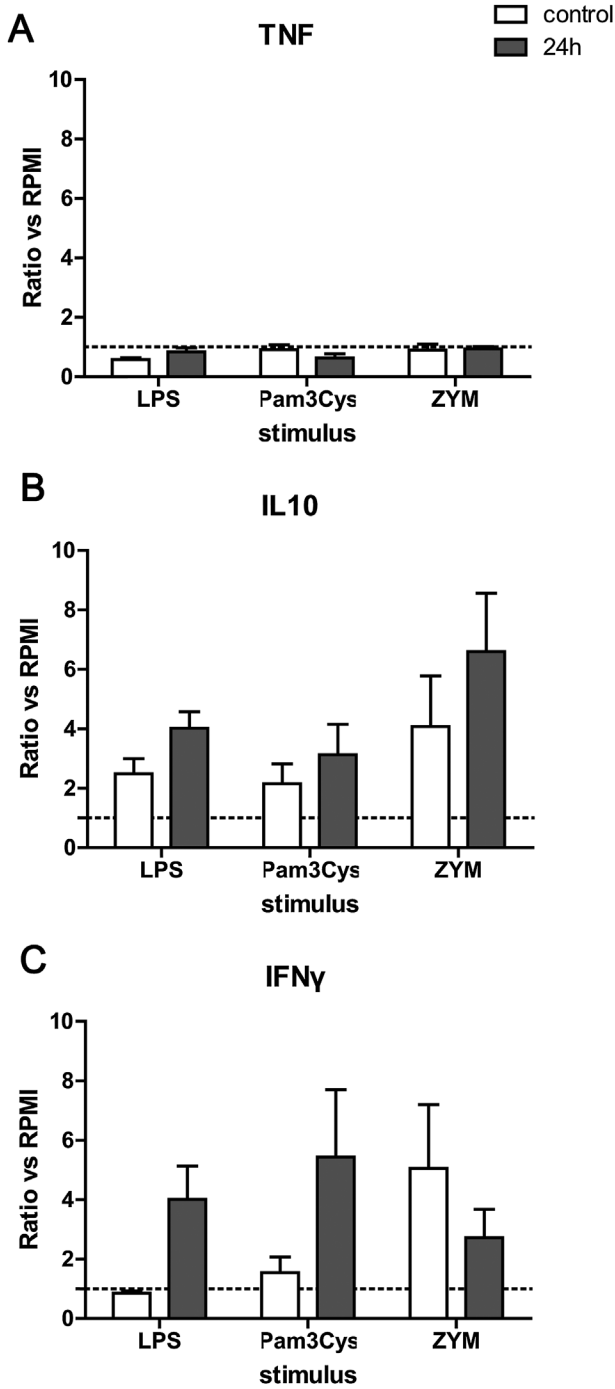 A
TNF
control
24h
Ratio vs RPMI
10
8
6
4
2
0
LPS Pam3Cys ZYM
stimulus
B
IL10
Ratio vs RPMI
10
8
6
4
2
0
LPS Pam3Cys ZYM
stimulus
C
IFNγ
Ratio vs RPMI
10
8
6
4
2
0
LPS Pam3Cys ZYM
stimulus